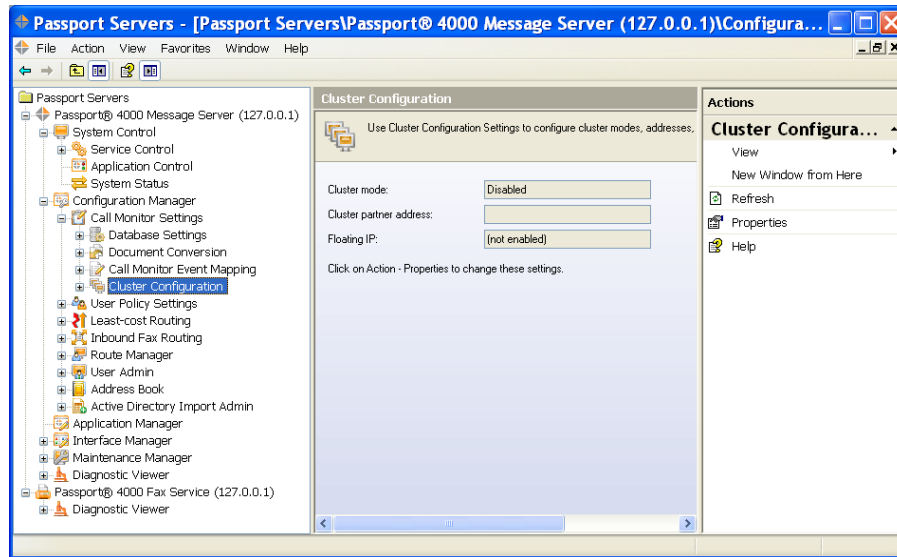 Passport Servers - [Passport Servers\Passport® 4000 Message Server (127.0.0.1)\Configura...
File Action View Favorites Window Help
Passport Servers
Passport® 4000 Message Server (127.0.0.1)
System Control
Service Control
Application Control
System Status
Configuration Manager
Call Monitor Settings
Database Settings
Document Conversion
Call Monitor Event Mapping
Cluster Configuration
User Policy Settings
Least-cost Routing
Inbound Fax Routing
Route Manager
User Admin
Address Book
Active Directory Import Admin
Application Manager
Interface Manager
Maintenance Manager
Diagnostic Viewer
Passport® 4000 Fax Service (127.0.0.1)
Diagnostic Viewer
Cluster Configuration
Use Cluster Configuration Settings to configure cluster modes, addresses,
Cluster mode: Disabled
Cluster partner address:
Floating IP: (not enabled)
Click on Action - Properties to change these settings.
Actions
Cluster Configura...
View
New Window from Here
Refresh
Properties
Help